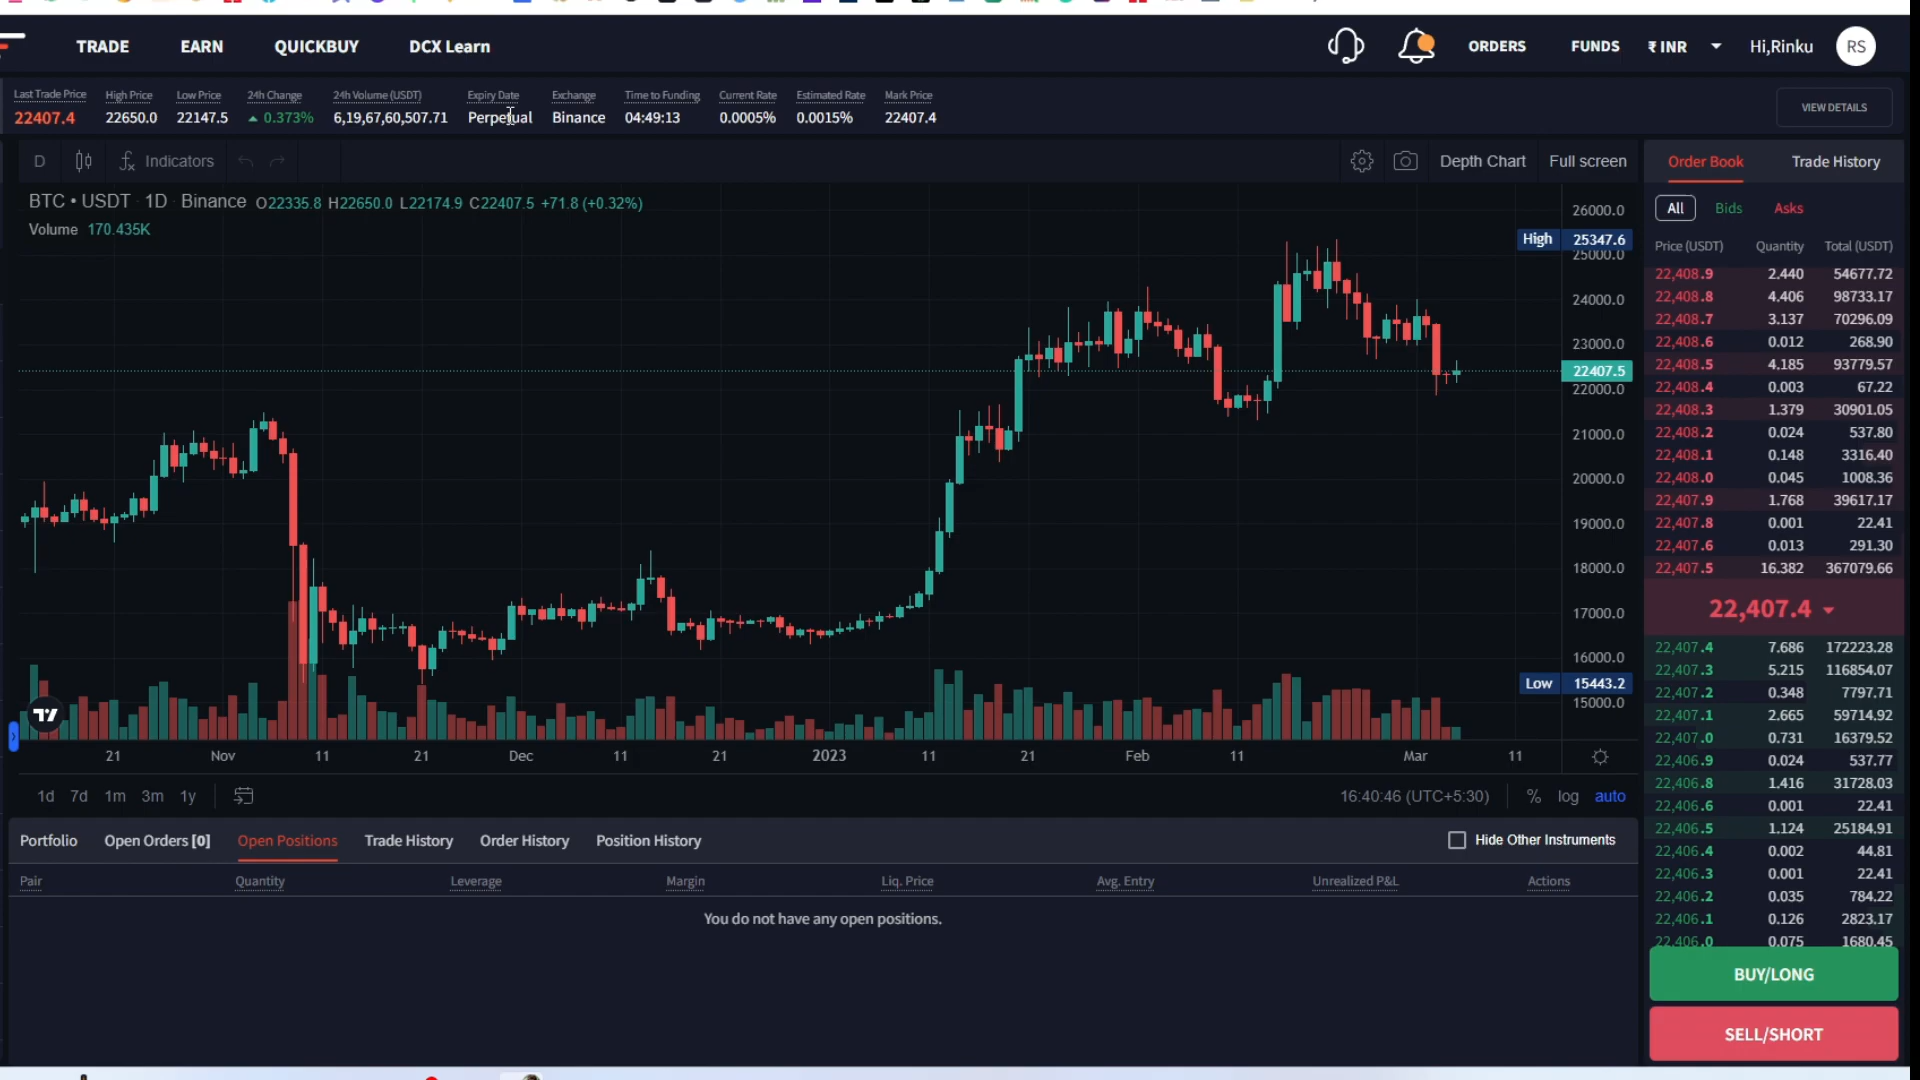 TRADE EARN QUICKBUY DCX Learn ORDERS FUNDS ₹ INR Hi,Rinku RS
Last Trade Price High Price Low Price 24h Change 24h Volume (USDT) Expiry Date Exchange Time to Funding Current Rate Estimated Rate Mark Price
22407.4 22650.0 22147.5 ▲ 0.373% 6,19,67,60,507.71 Perpetual Binance 04:49:13 0.0005% 0.0015% 22407.4
VIEW DETAILS
D Indicators Depth Chart Full screen
BTC • USDT 1D Binance O22335.8 H22650.0 L22174.9 C22407.5 +71.8 (+0.32%)
Volume 170.435K
26000.0
High 25347.6
25000.0
24000.0
23000.0
22407.5
22000.0
21000.0
20000.0
19000.0
18000.0
17000.0
16000.0
Low 15443.2
15000.0
21 Nov 11 21 Dec 11 21 2023 11 21 Feb 11 Mar 11
1d 7d 1m 3m 1y 16:40:46 (UTC+5:30) % log auto
Portfolio Open Orders [0] Open Positions Trade History Order History Position History Hide Other Instruments
Pair Quantity Leverage Margin Liq. Price Avg. Entry Unrealized P&L Actions
You do not have any open positions.
Order Book Trade History
All Bids Asks
Price (USDT) Quantity Total (USDT)
22,408.9 2.440 54677.72
22,408.8 4.406 98733.17
22,408.7 3.137 70296.09
22,408.6 0.012 268.90
22,408.5 4.185 93779.57
22,408.4 0.003 67.22
22,408.3 1.379 30901.05
22,408.2 0.024 537.80
22,408.1 0.148 3316.40
22,408.0 0.045 1008.36
22,407.9 1.768 39617.17
22,407.8 0.001 22.41
22,407.6 0.013 291.30
22,407.5 16.382 367079.66
22,407.4
22,407.4 7.686 172223.28
22,407.3 5.215 116854.07
22,407.2 0.348 7797.71
22,407.1 2.665 59714.92
22,407.0 0.731 16379.52
22,406.9 0.024 537.77
22,406.8 1.416 31728.03
22,406.6 0.001 22.41
22,406.5 1.124 25184.91
22,406.4 0.002 44.81
22,406.3 0.001 22.41
22,406.2 0.035 784.22
22,406.1 0.126 2823.17
22,406.0 0.075 1680.45
BUY/LONG
SELL/SHORT